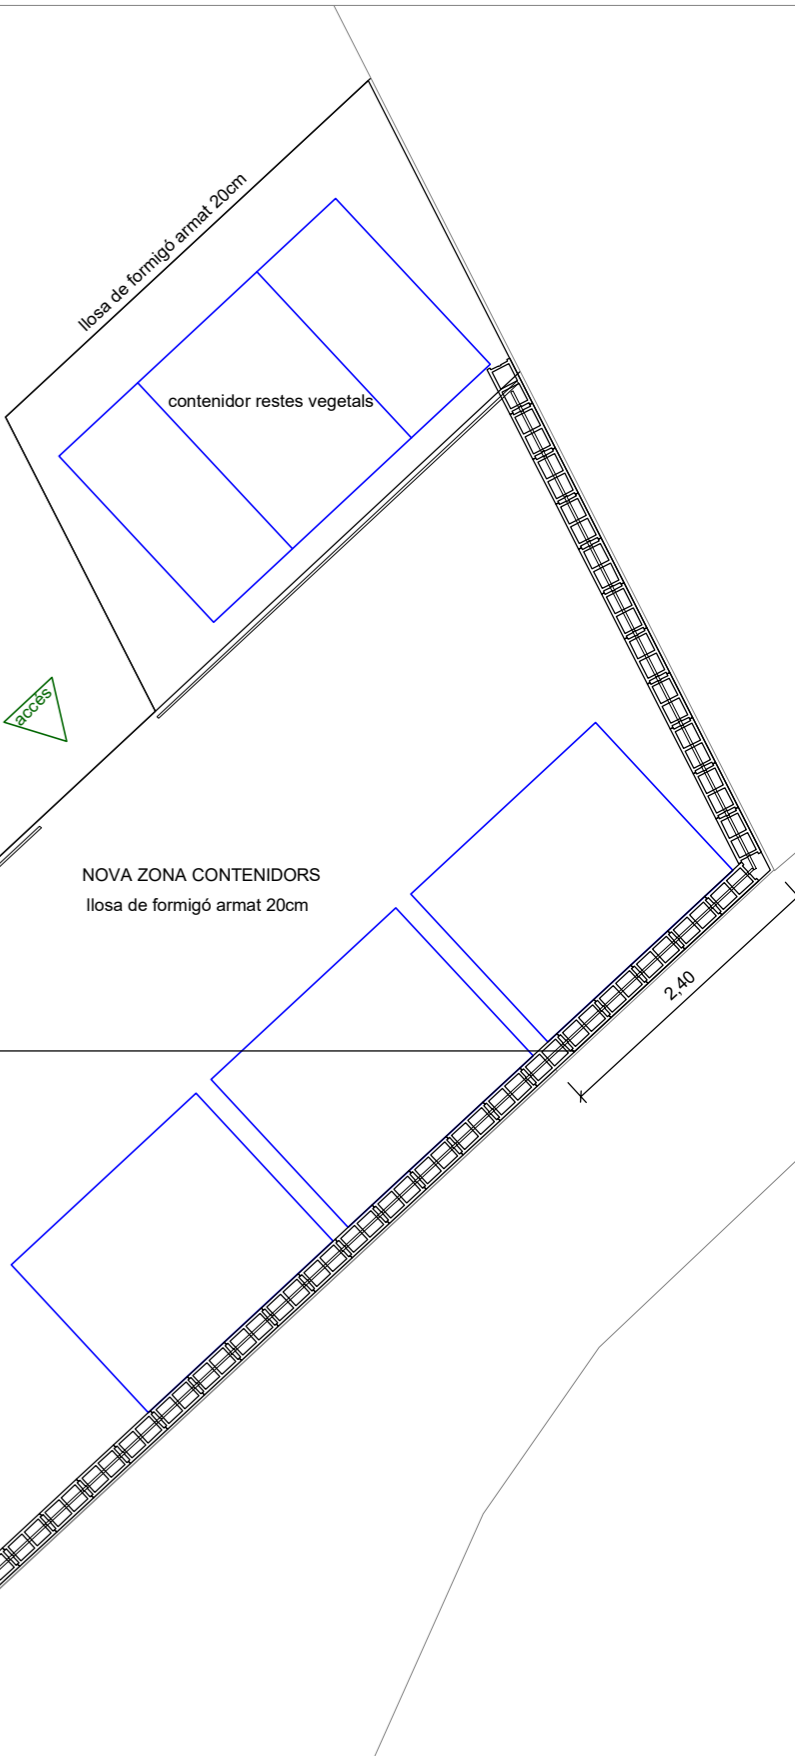 llosa de formigó armat 20cm
contenidor restes vegetals
accés
NOVA ZONA CONTENIDORS
llosa de formigó armat 20cm
2,40